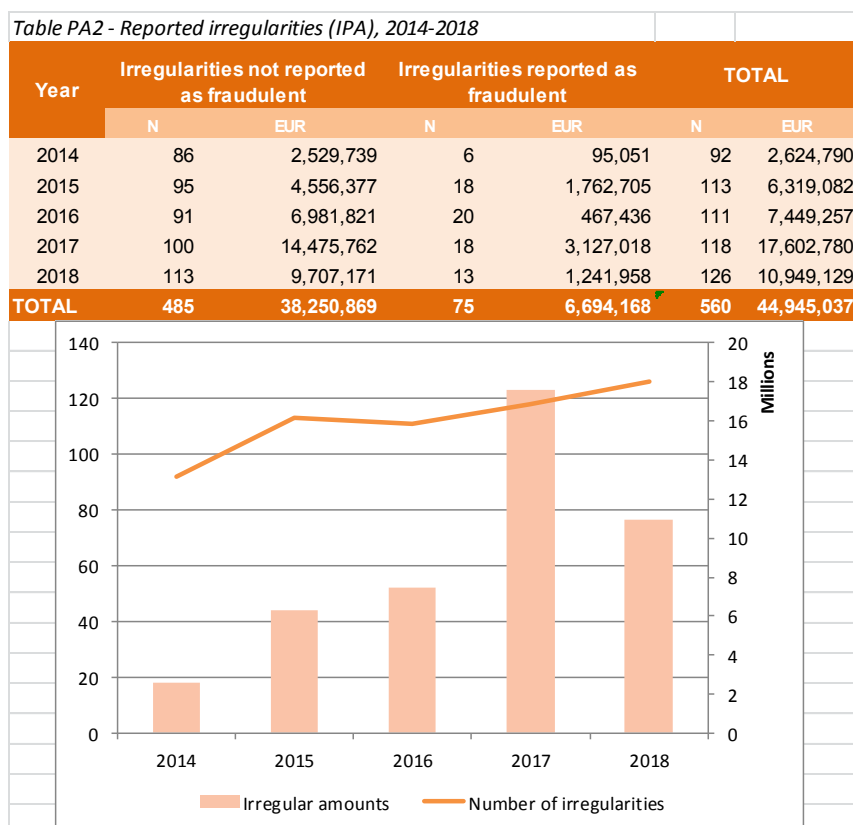 Table PA2 - Reported irregularities (IPA), 2014-2018
Year Irregularities not reported as fraudulent Irregularities reported as fraudulent TOTAL
N EUR N EUR N EUR
2014 86 2,529,739 6 95,051 92 2,624,790
2015 95 4,556,377 18 1,762,705 113 6,319,082
2016 91 6,981,821 20 467,436 111 7,449,257
2017 100 14,475,762 18 3,127,018 118 17,602,780
2018 113 9,707,171 13 1,241,958 126 10,949,129
TOTAL 485 38,250,869 75 6,694,168 560 44,945,037
140
120
100
80
60
40
20
0
20
18
16
14
12
10
8
6
4
2
0
Millions
2014 2015 2016 2017 2018
Irregular amounts Number of irregularities